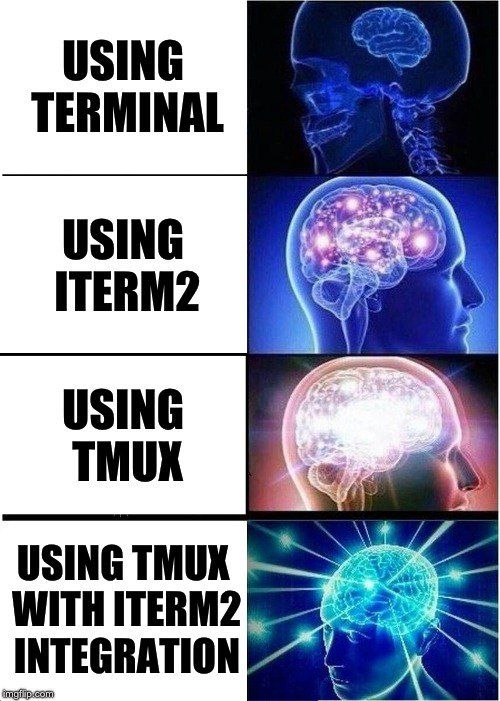 USING
TERMINAL
USING
ITERM2
USING
TMUX
USING TMUX
WITH ITERM2
INTEGRATION
imgflip.com